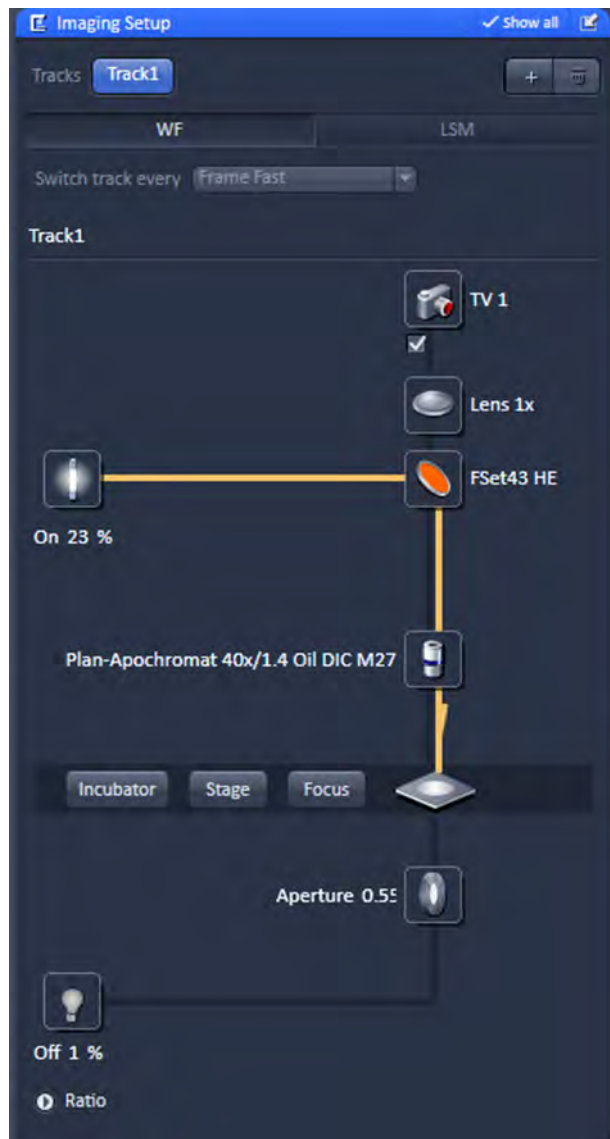 Imaging Setup Show all
Tracks Track1 +
WF LSM
Switch track every Frame Fast
Track1
TV 1
Lens 1x
FSet43 HE
On 23 %
Plan-Apochromat 40x/1.4 Oil DIC M27
Incubator Stage Focus
Aperture 0.55
Off 1 %
Ratio